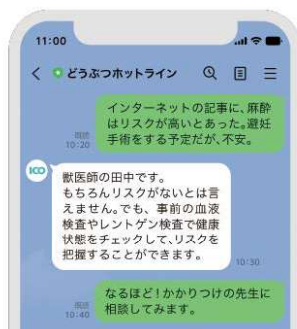 11:00
どうぶつホットライン
インターネットの記事に、麻酔
はリスクが高いとあった。避妊
手術をする予定だが、不安。
既読
10:20
ICO
獣医師の田中です。
もちろんリスクがないとは言
えません。でも、事前の血液
検査やレントゲン検査で健康
状態をチェックして、リスクを
把握することができます。
10:30
なるほど！かかりつけの先生に
相談してみます。
既読
10:40